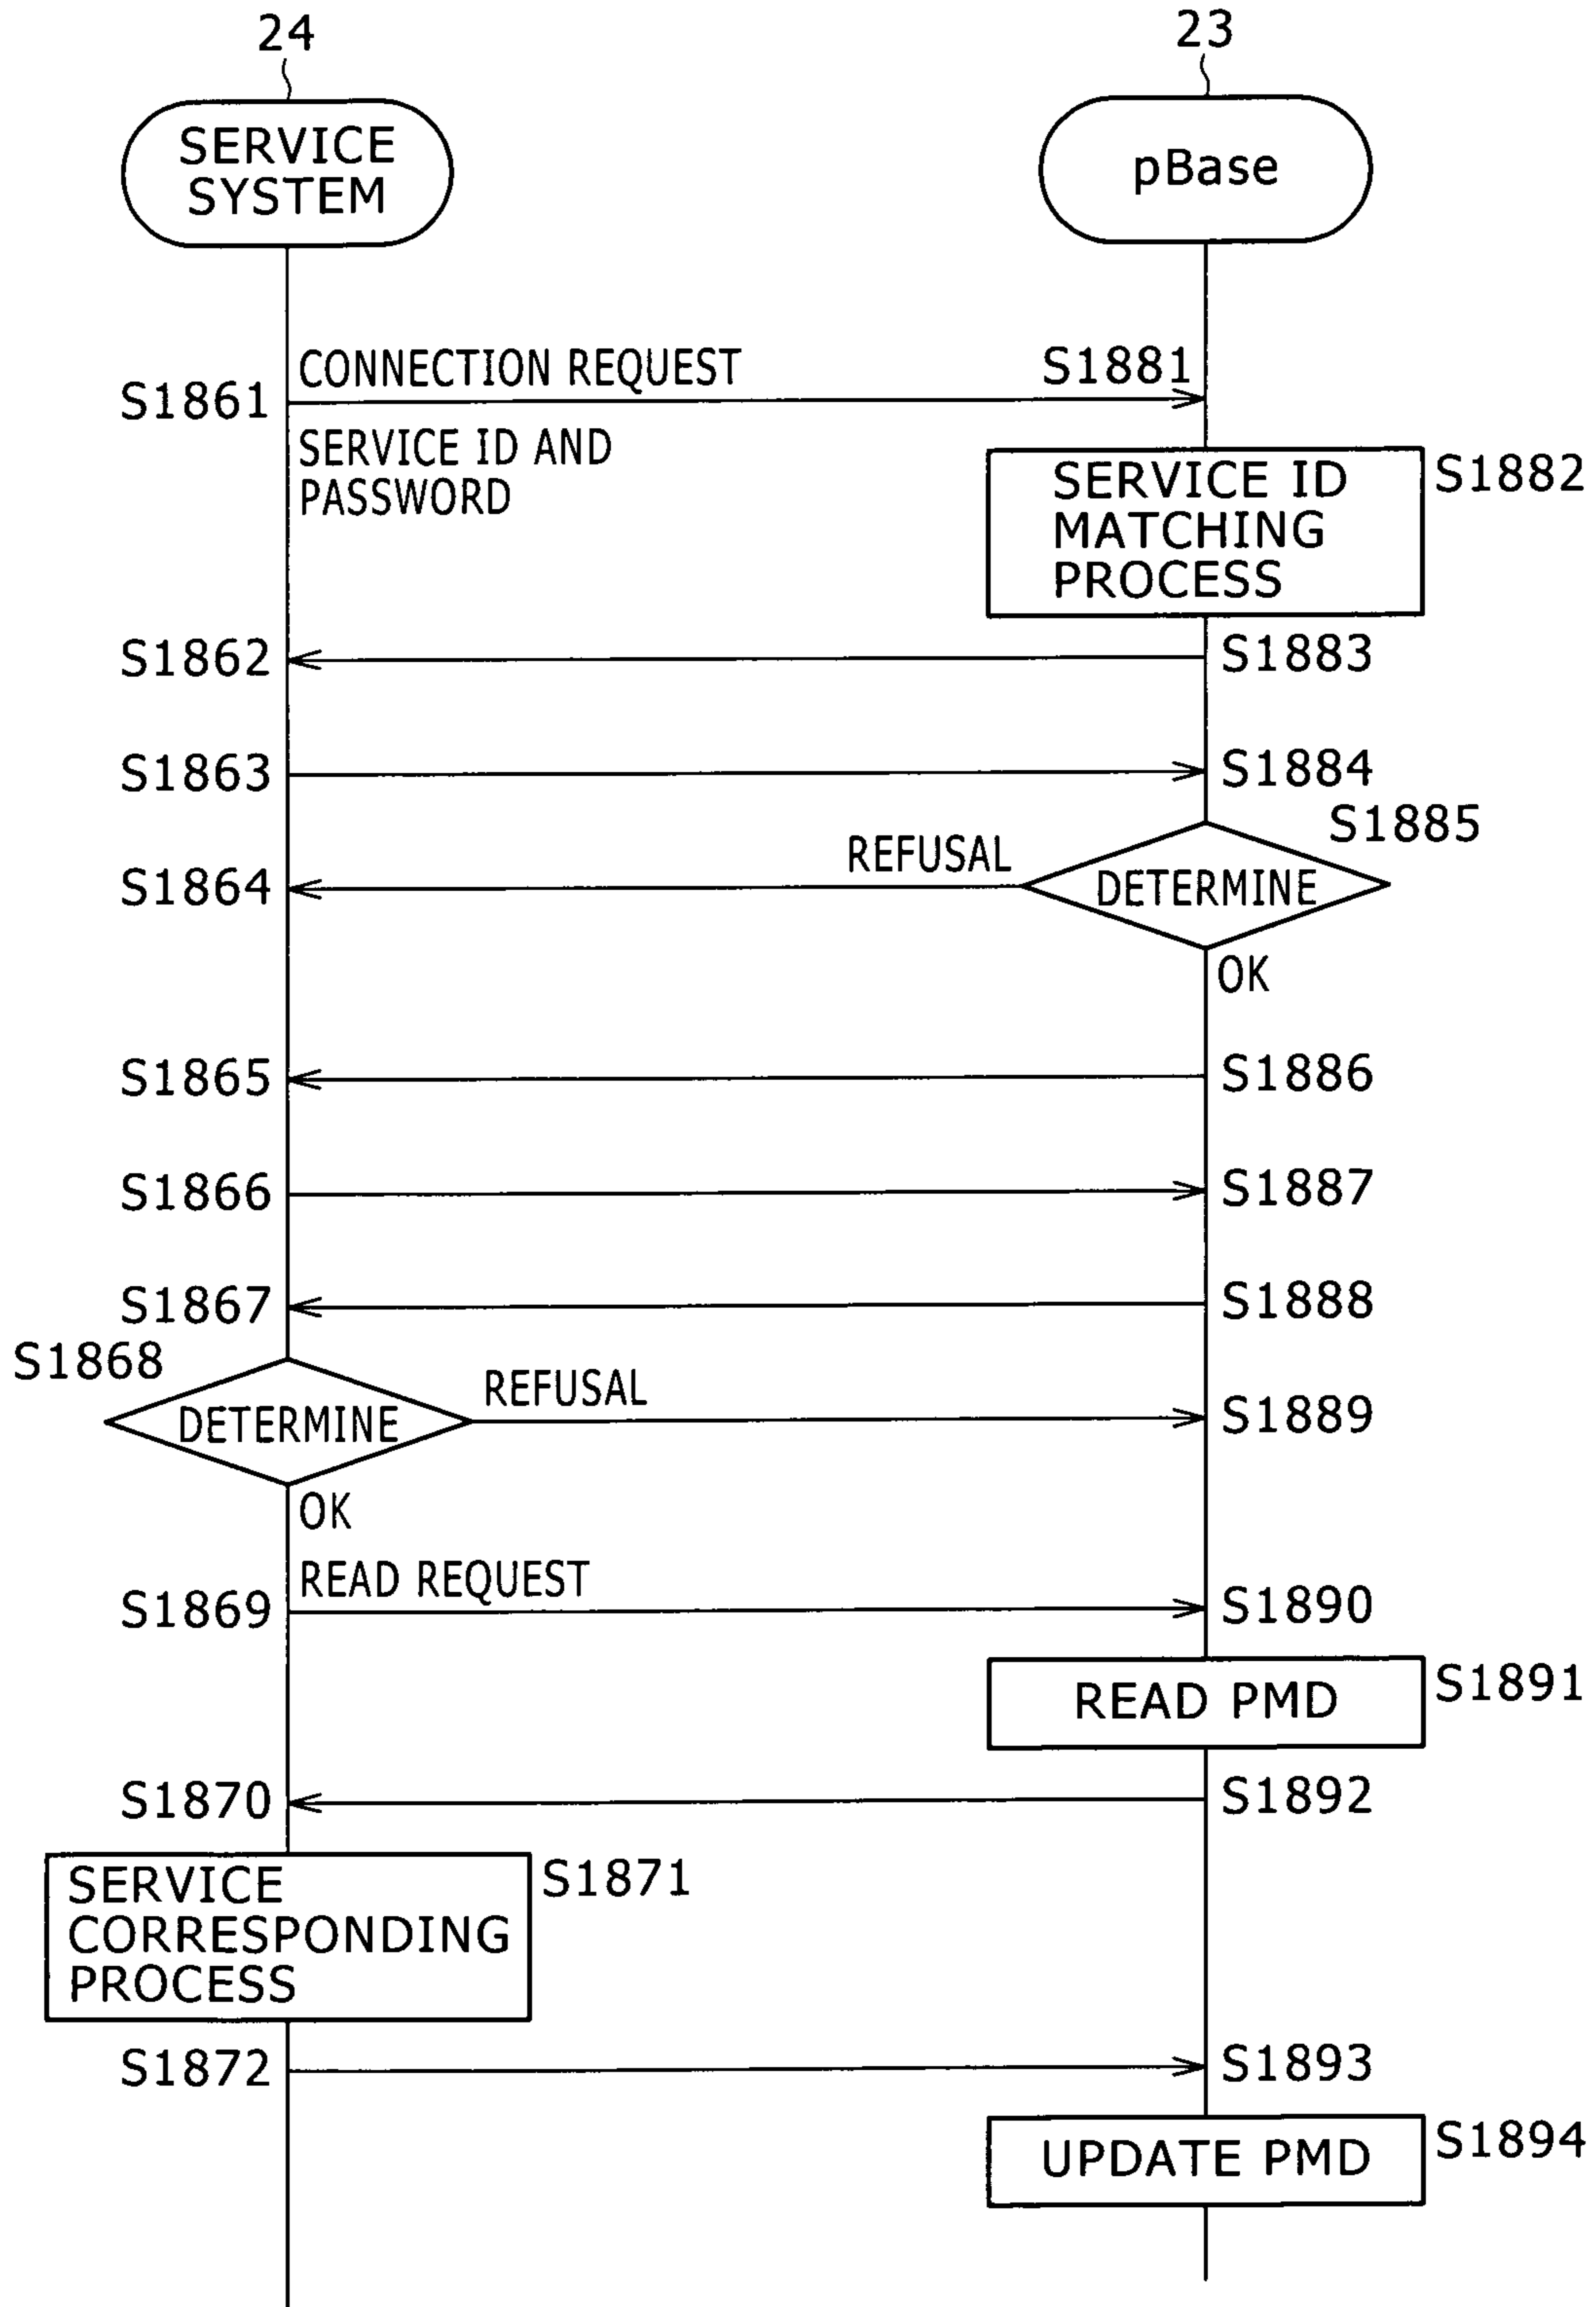 24
23
SERVICE
SYSTEM
pBase
CONNECTION REQUEST
S1881
S1861
SERVICE ID AND
PASSWORD
SERVICE ID
MATCHING
PROCESS
S1882
S1862
S1883
S1863
S1884
S1885
REFUSAL
DETERMINE
S1864
OK
S1865
S1886
S1866
S1887
S1867
S1888
S1868
REFUSAL
DETERMINE
S1889
OK
READ REQUEST
S1869
S1890
READ PMD
S1891
S1870
S1892
SERVICE
CORRESPONDING
PROCESS
S1871
S1872
S1893
UPDATE PMD
S1894